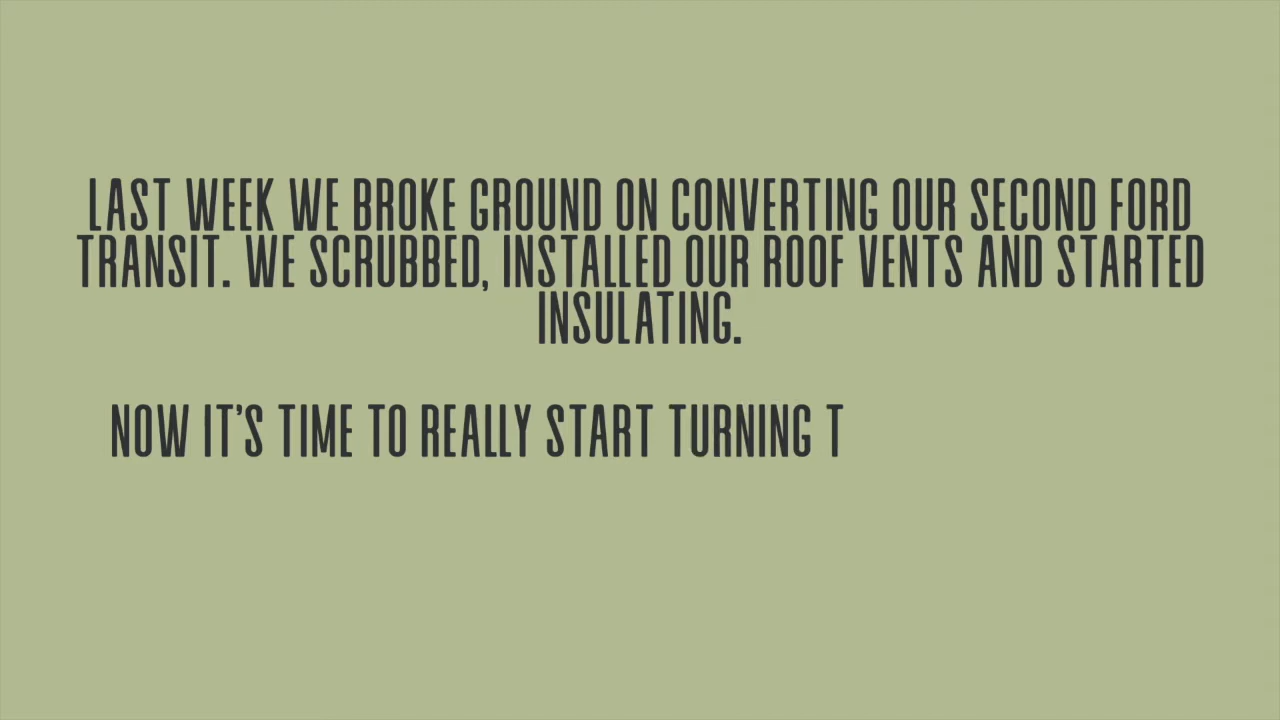 LAST WEEK WE BROKE GROUND ON CONVERTING OUR SECOND FORD
TRANSIT. WE SCRUBBED, INSTALLED OUR ROOF VENTS AND STARTED
INSULATING.
NOW IT'S TIME TO REALLY START TURNING T